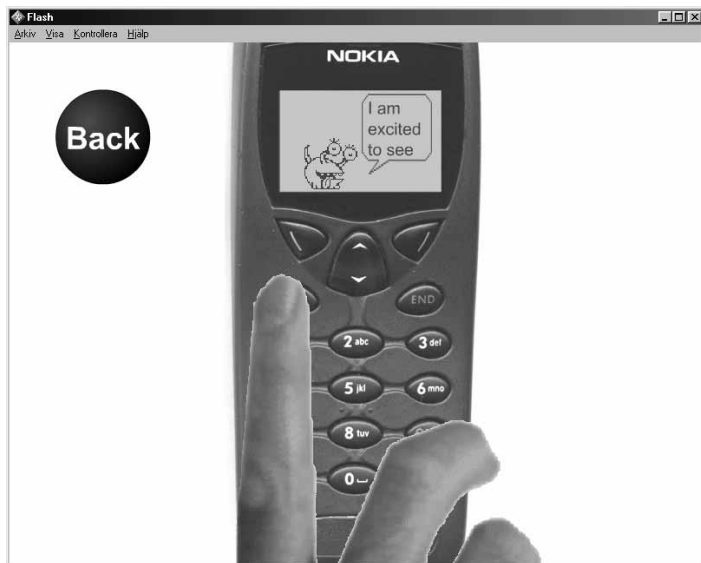 Flash
Arkiv Visa Kontrollera Hjälp
NOKIA
Back
I am
excited
to see
END
2 abc 3 def
5 jkl 6 mno
8 tuv
0